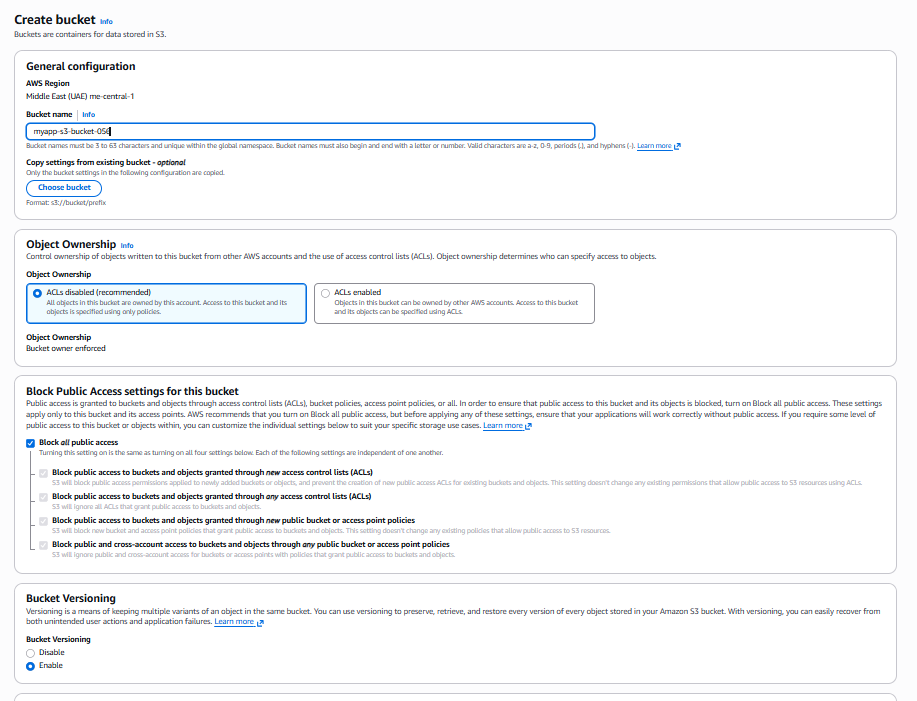 Create bucket Info
Buckets are containers for data stored in S3.
General configuration
AWS Region
Middle East (UAE) me-central-1
Bucket name Info
myapp-s3-bucket-056
Bucket names must be 3 to 63 characters and unique within the global namespace. Bucket names must also begin and end with a letter or number. Valid characters are a-z, 0-9, periods (.), and hyphens (-). Learn more
Copy settings from existing bucket - optional
Only the bucket settings in the following configuration are copied.
Choose bucket
Format: s3://bucket/prefix
Object Ownership Info
Control ownership of objects written to this bucket from other AWS accounts and the use of access control lists (ACLs). Object ownership determines who can specify access to objects.
Object Ownership
ACLs disabled (recommended)
All objects in this bucket are owned by this account. Access to this bucket and its
objects is specified using only policies.
ACLs enabled
Objects in this bucket can be owned by other AWS accounts. Access to this bucket
and its objects can be specified using ACLs.
Object Ownership
Bucket owner enforced
Block Public Access settings for this bucket
Public access is granted to buckets and objects through access control lists (ACLs), bucket policies, access point policies, or all. In order to ensure that public access to this bucket and its objects is blocked, turn on Block all public access. These settings
apply only to this bucket and its access points. AWS recommends that you turn on Block all public access, but before applying any of these settings, ensure that your applications will work correctly without public access. If you require some level of
public access to this bucket or objects within, you can customize the individual settings below to suit your specific storage use cases. Learn more
Block all public access
Turning this setting on is the same as turning on all four settings below. Each of the following settings are independent of one another.
Block public access to buckets and objects granted through new access control lists (ACLs)
S3 will block public access permissions applied to newly added buckets or objects, and prevent the creation of new public access ACLs for existing buckets and objects. This setting doesn't change any existing permissions that allow public access to S3 resources using ACLs.
Block public access to buckets and objects granted through any access control lists (ACLs)
S3 will ignore all ACLs that grant public access to buckets and objects.
Block public access to buckets and objects granted through new public bucket or access point policies
S3 will block new bucket and access point policies that grant public access to buckets and objects. This setting doesn't change any existing policies that allow public access to S3 resources.
Block public and cross-account access to buckets and objects through any public bucket or access point policies
S3 will ignore public and cross-account access for buckets or access points with policies that grant public access to buckets and objects.
Bucket Versioning
Versioning is a means of keeping multiple variants of an object in the same bucket. You can use versioning to preserve, retrieve, and restore every version of every object stored in your Amazon S3 bucket. With versioning, you can easily recover from
both unintended user actions and application failures. Learn more
Bucket Versioning
Disable
Enable